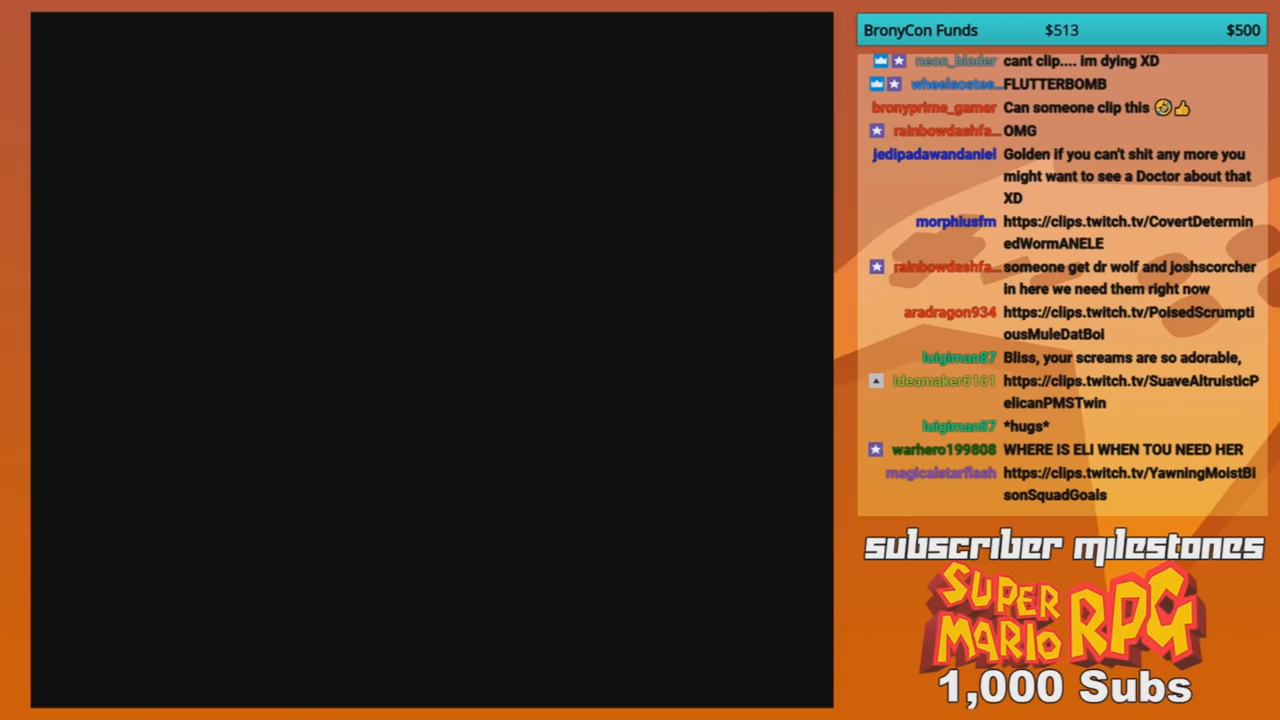 BronyCon Funds $513 $500
neon_blader cant clip.... im dying XD
wheelsostee... FLUTTERBOMB
bronyprime_gamer Can someone clip this 🤣👍
rainbowdashfa... OMG
jedipadawandaniel Golden if you can't shit any more you
might want to see a Doctor about that
XD
morphiusfm https://clips.twitch.tv/CovertDetermin
edWormANELE
rainbowdashfa... someone get dr wolf and joshscorcher
in here we need them right now
aradragon934 https://clips.twitch.tv/PoisedScrumpti
ousMuleDatBoi
luigiman87 Bliss, your screams are so adorable,
ideamaker6161 https://clips.twitch.tv/SuaveAltruisticP
elicanPMSTwin
luigiman87 *hugs*
warhero199808 WHERE IS ELI WHEN TOU NEED HER
magicalstarflash https://clips.twitch.tv/YawningMoistBi
sonSquadGoals
subscriber milestones
SUPER
MARIO RPG
1,000 Subs